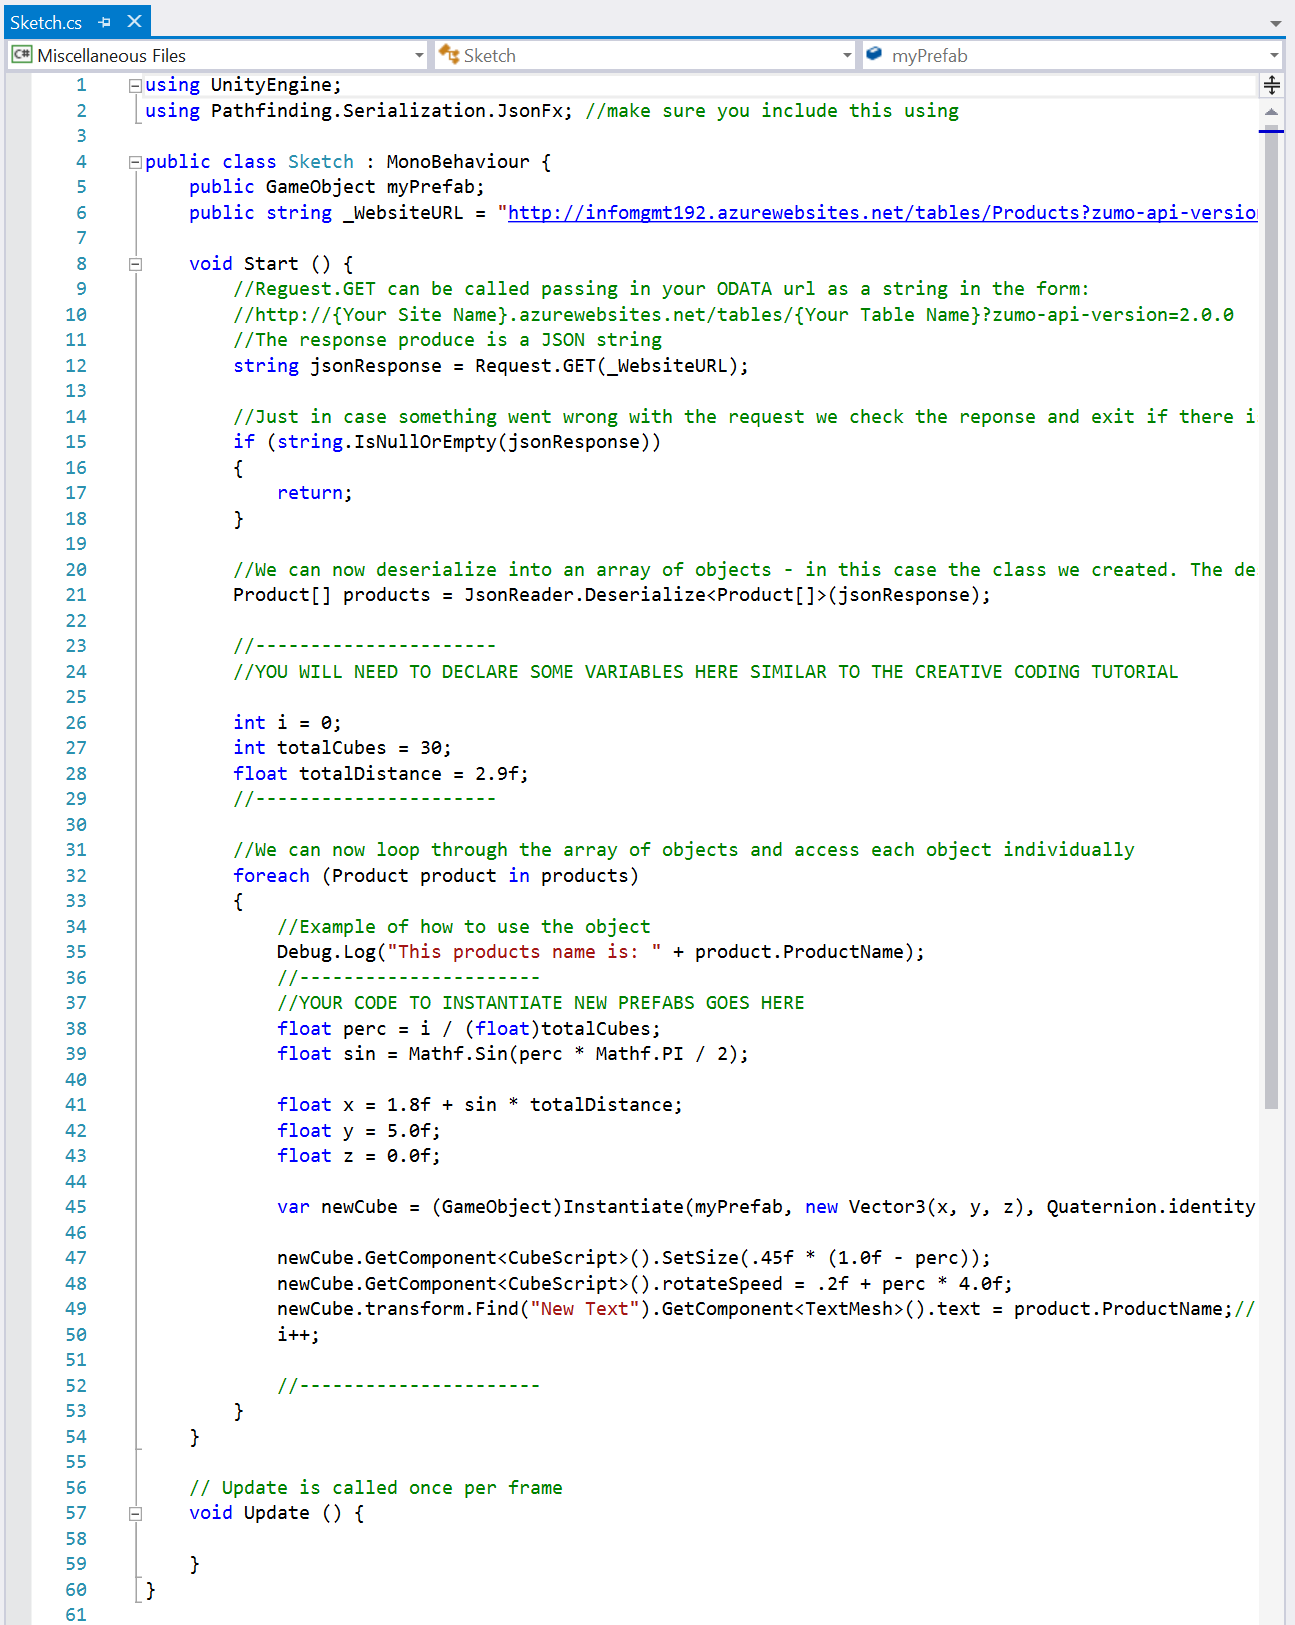 Sketch.cs
C# Miscellaneous Files Sketch myPrefab
1 using UnityEngine;
2 using Pathfinding.Serialization.JsonFx; //make sure you include this using
3
4 public class Sketch : MonoBehaviour {
5 public GameObject myPrefab;
6 public string _WebsiteURL = "http://infomgmt192.azurewebsites.net/tables/Products?zumo-api-versio
7
8 void Start () {
9 //Reguest.GET can be called passing in your ODATA url as a string in the form:
10 //http://{Your Site Name}.azurewebsites.net/tables/{Your Table Name}?zumo-api-version=2.0.0
11 //The response produce is a JSON string
12 string jsonResponse = Request.GET(_WebsiteURL);
13
14 //Just in case something went wrong with the request we check the reponse and exit if there i
15 if (string.IsNullOrEmpty(jsonResponse))
16 {
17 return;
18 }
19
20 //We can now deserialize into an array of objects - in this case the class we created. The de
21 Product[] products = JsonReader.Deserialize<Product[]>(jsonResponse);
22
23 //----------------------
24 //YOU WILL NEED TO DECLARE SOME VARIABLES HERE SIMILAR TO THE CREATIVE CODING TUTORIAL
25
26 int i = 0;
27 int totalCubes = 30;
28 float totalDistance = 2.9f;
29 //----------------------
30
31 //We can now loop through the array of objects and access each object individually
32 foreach (Product product in products)
33 {
34 //Example of how to use the object
35 Debug.Log("This products name is: " + product.ProductName);
36 //----------------------
37 //YOUR CODE TO INSTANTIATE NEW PREFABS GOES HERE
38 float perc = i / (float)totalCubes;
39 float sin = Mathf.Sin(perc * Mathf.PI / 2);
40
41 float x = 1.8f + sin * totalDistance;
42 float y = 5.0f;
43 float z = 0.0f;
44
45 var newCube = (GameObject)Instantiate(myPrefab, new Vector3(x, y, z), Quaternion.identity
46
47 newCube.GetComponent<CubeScript>().SetSize(.45f * (1.0f - perc));
48 newCube.GetComponent<CubeScript>().rotateSpeed = .2f + perc * 4.0f;
49 newCube.transform.Find("New Text").GetComponent<TextMesh>().text = product.ProductName;//
50 i++;
51
52 //----------------------
53 }
54 }
55
56 // Update is called once per frame
57 void Update () {
58
59 }
60 }
61